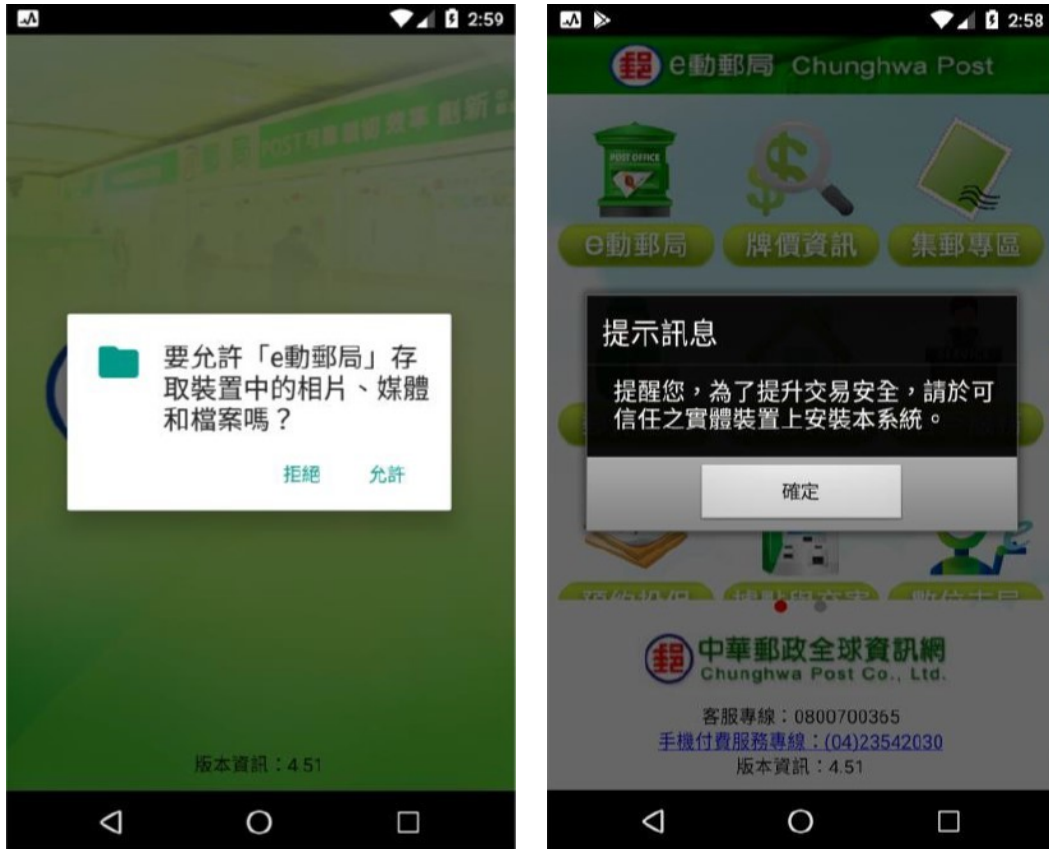 2:59
要允許「e動郵局」存
取裝置中的相片、媒體
和檔案嗎？
拒絕
允許
版本資訊：4.51
2:58
郵 e動郵局 Chunghwa Post
POST OFFICE
e動郵局
牌價資訊
集郵專區
提示訊息
提醒您，為了提升交易安全，請於可
信任之實體裝置上安裝本系統。
確定
郵 中華郵政全球資訊網
Chunghwa Post Co., Ltd.
客服專線：0800700365
手機付費服務專線：(04)23542030
版本資訊：4.51